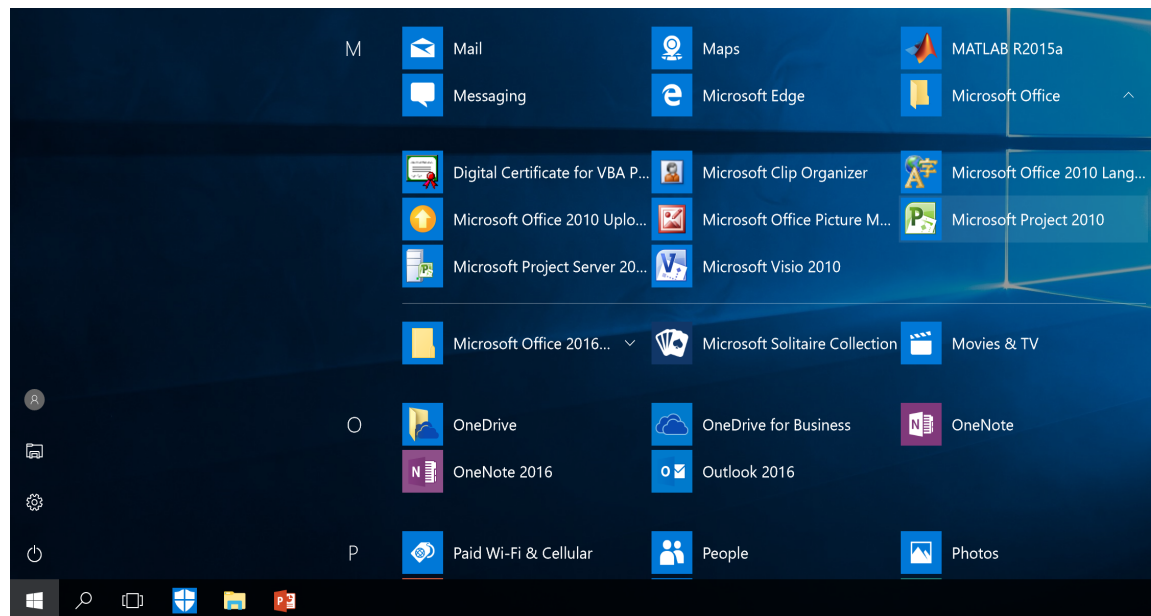 M
Mail
Maps
MATLAB R2015a
Messaging
Microsoft Edge
Microsoft Office
Digital Certificate for VBA P...
Microsoft Clip Organizer
Microsoft Office 2010 Lang...
Microsoft Office 2010 Uplo...
Microsoft Office Picture M...
Microsoft Project 2010
Microsoft Project Server 20...
Microsoft Visio 2010
Microsoft Office 2016...
Microsoft Solitaire Collection
Movies & TV
O
OneDrive
OneDrive for Business
OneNote
OneNote 2016
Outlook 2016
P
Paid Wi-Fi & Cellular
People
Photos